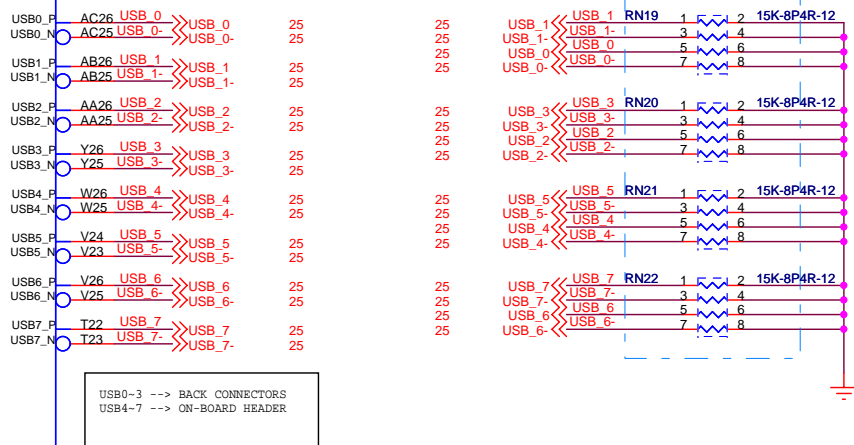 USB0_P AC26 USB_0 USB_0 25
USB0_N AC25 USB_0- USB_0- 25
USB1_P AB26 USB_1 USB_1 25
USB1_N AB25 USB_1- USB_1- 25
USB2_P AA26 USB_2 USB_2 25
USB2_N AA25 USB_2- USB_2- 25
USB3_P Y26 USB_3 USB_3 25
USB3_N Y25 USB_3- USB_3- 25
USB4_P W26 USB_4 USB_4 25
USB4_N W25 USB_4- USB_4- 25
USB5_P V24 USB_5 USB_5 25
USB5_N V23 USB_5- USB_5- 25
USB6_P V26 USB_6 USB_6 25
USB6_N V25 USB_6- USB_6- 25
USB7_P T22 USB_7 USB_7 25
USB7_N T23 USB_7- USB_7- 25
25 USB_1 USB_1 RN19 1 2 15K-8P4R-12
25 USB_1- USB_1- 3 4
25 USB_0 USB_0 5 6
25 USB_0- USB_0- 7 8
25 USB_3 USB_3 RN20 1 2 15K-8P4R-12
25 USB_3- USB_3- 3 4
25 USB_2 USB_2 5 6
25 USB_2- USB_2- 7 8
25 USB_5 USB_5 RN21 1 2 15K-8P4R-12
25 USB_5- USB_5- 3 4
25 USB_4 USB_4 5 6
25 USB_4- USB_4- 7 8
25 USB_7 USB_7 RN22 1 2 15K-8P4R-12
25 USB_7- USB_7- 3 4
25 USB_6 USB_6 5 6
25 USB_6- USB_6- 7 8
USB0~3 --> BACK CONNECTORS
USB4~7 --> ON-BOARD HEADER